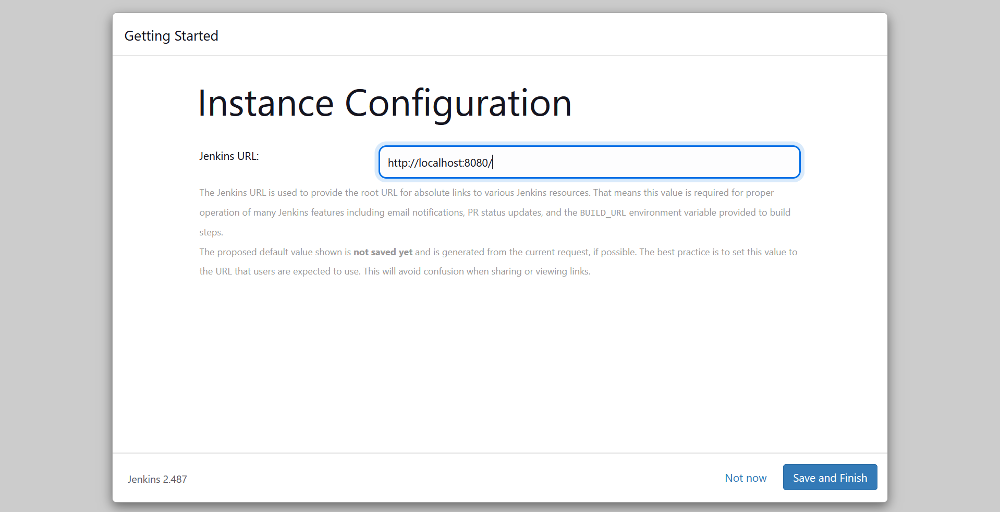 Getting Started
Instance Configuration
Jenkins URL:
http://localhost:8080/
The Jenkins URL is used to provide the root URL for absolute links to various Jenkins resources. That means this value is required for proper
operation of many Jenkins features including email notifications, PR status updates, and the BUILD_URL environment variable provided to build
steps.
The proposed default value shown is not saved yet and is generated from the current request, if possible. The best practice is to set this value to
the URL that users are expected to use. This will avoid confusion when sharing or viewing links.
Jenkins 2.487
Not now
Save and Finish